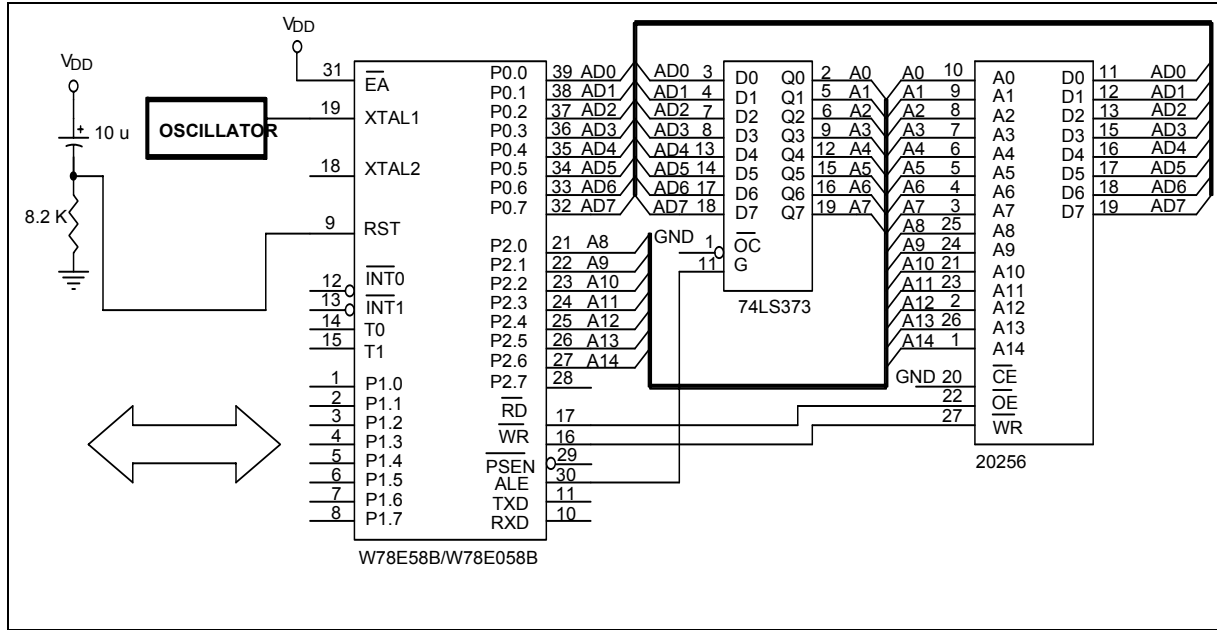 VDD
VDD
10 u
8.2 K
OSCILLATOR
31 EA
19 XTAL1
18 XTAL2
9 RST
12 INT0
13 INT1
14 T0
15 T1
1 P1.0
2 P1.1
3 P1.2
4 P1.3
5 P1.4
6 P1.5
7 P1.6
8 P1.7
P0.0 39 AD0
P0.1 38 AD1
P0.2 37 AD2
P0.3 36 AD3
P0.4 35 AD4
P0.5 34 AD5
P0.6 33 AD6
P0.7 32 AD7
P2.0 21 A8
P2.1 22 A9
P2.2 23 A10
P2.3 24 A11
P2.4 25 A12
P2.5 26 A13
P2.6 27 A14
P2.7 28
RD 17
WR 16
PSEN 29
ALE 30
TXD 11
RXD 10
W78E58B/W78E058B
AD0 3 D0 Q0 2 A0
AD1 4 D1 Q1 5 A1
AD2 7 D2 Q2 6 A2
AD3 8 D3 Q3 9 A3
AD4 13 D4 Q4 12 A4
AD5 14 D5 Q5 15 A5
AD6 17 D6 Q6 16 A6
AD7 18 D7 Q7 19 A7
GND 1 OC
11 G
74LS373
A0 10 A0 D0 11 AD0
A1 9 A1 D1 12 AD1
A2 8 A2 D2 13 AD2
A3 7 A3 D3 15 AD3
A4 6 A4 D4 16 AD4
A5 5 A5 D5 17 AD5
A6 4 A6 D6 18 AD6
A7 3 A7 D7 19 AD7
A8 25 A8
A9 24 A9
A10 21 A10
A11 23 A11
A12 2 A12
A13 26 A13
A14 1 A14
GND 20 CE
22 OE
27 WR
20256